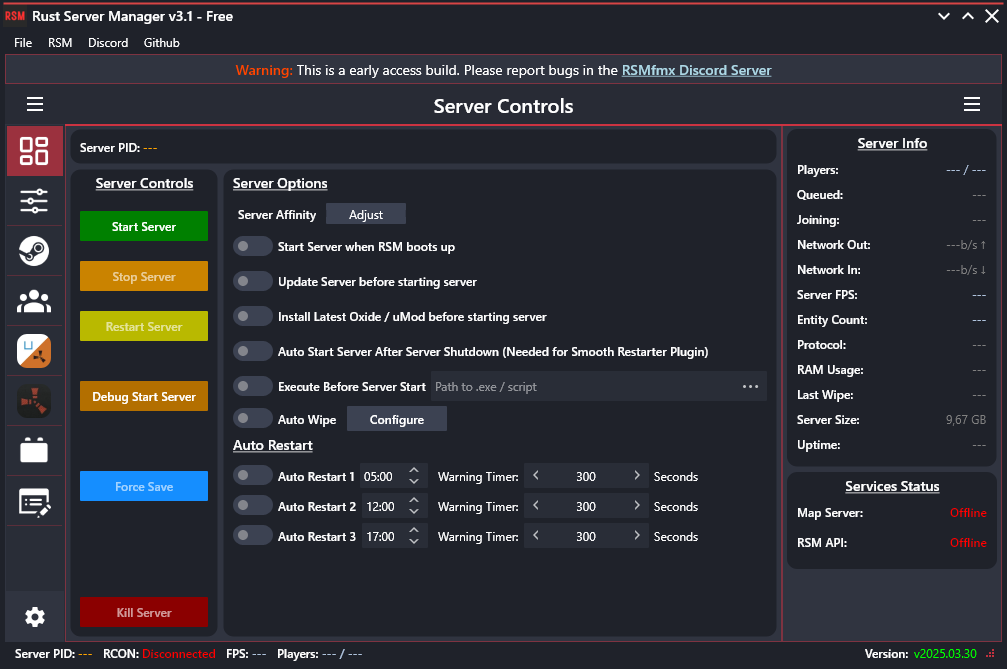 RSM Rust Server Manager v3.1 - Free
File RSM Discord Github
Warning: This is a early access build. Please report bugs in the RSMfmx Discord Server
Server Controls
Server PID: ---
Server Controls
Start Server
Stop Server
Restart Server
Debug Start Server
Force Save
Kill Server
Server Options
Server Affinity Adjust
Start Server when RSM boots up
Update Server before starting server
Install Latest Oxide / uMod before starting server
Auto Start Server After Server Shutdown (Needed for Smooth Restarter Plugin)
Execute Before Server Start Path to .exe / script ...
Auto Wipe Configure
Auto Restart
Auto Restart 1 05:00 Warning Timer: 300 Seconds
Auto Restart 2 12:00 Warning Timer: 300 Seconds
Auto Restart 3 17:00 Warning Timer: 300 Seconds
Server Info
Players: --- / ---
Queued: ---
Joining: ---
Network Out: ---b/s ↑
Network In: ---b/s ↓
Server FPS: ---
Entity Count: ---
Protocol: ---
RAM Usage: ---
Last Wipe: ---
Server Size: 9,67 GB
Uptime: ---
Services Status
Map Server: Offline
RSM API: Offline
Server PID: --- RCON: Disconnected FPS: --- Players: --- / --- Version: v2025.03.30